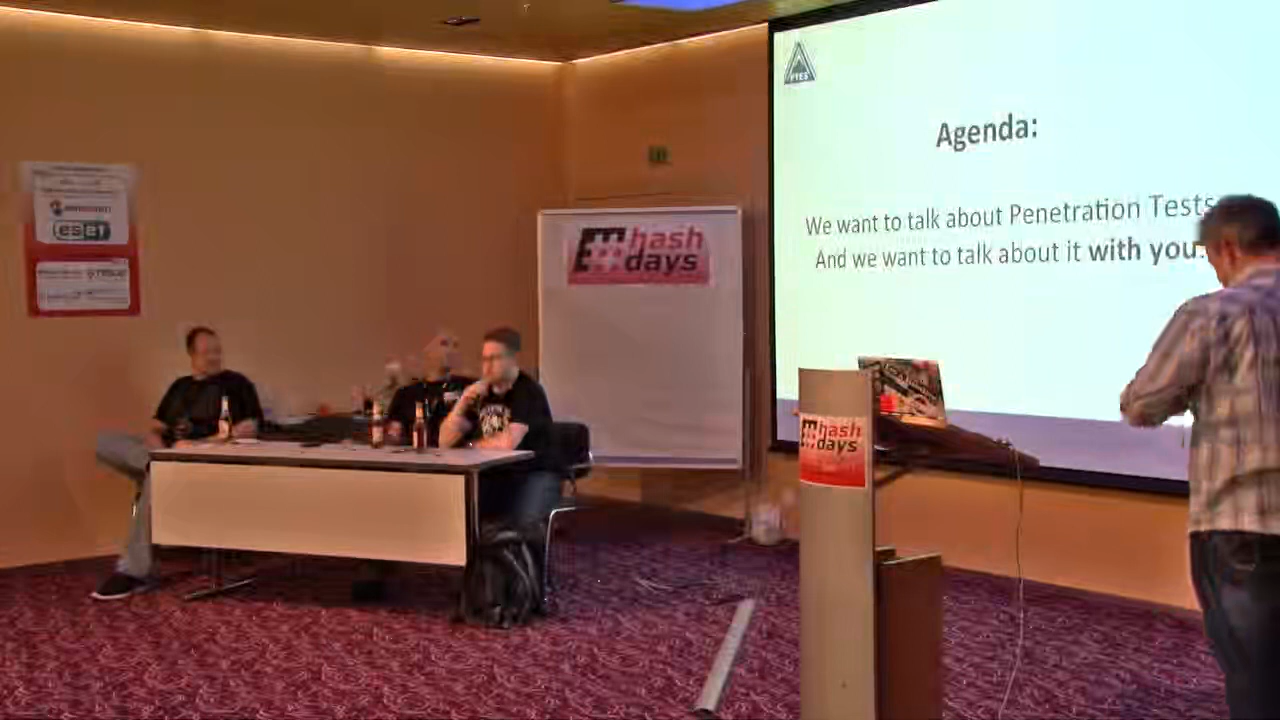 PTES
Agenda:
We want to talk about Penetration Tests
And we want to talk about it with you.
eset
hash
days
hash
days